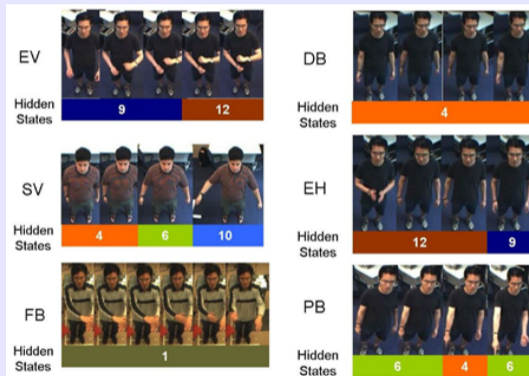 EV
Hidden
States
9 12
SV
Hidden
States
4 6 10
FB
Hidden
States
1
DB
Hidden
States
4
EH
Hidden
States
12 9
PB
Hidden
States
6 4 6